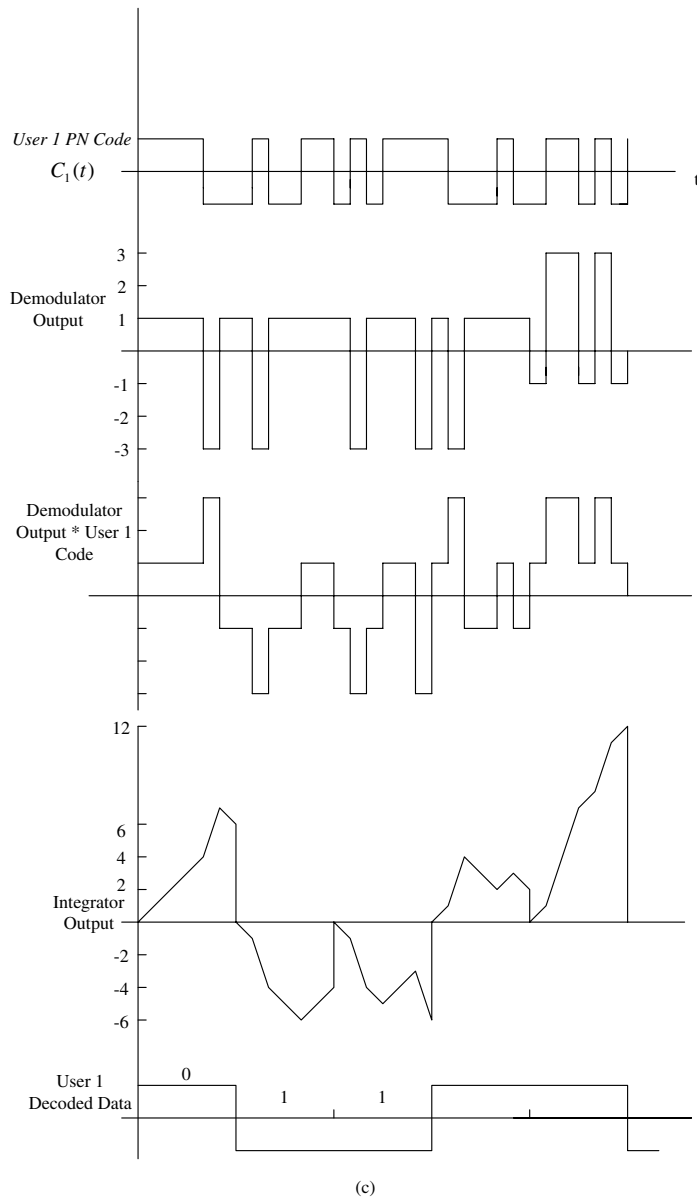 User 1 PN Code
C₁(t)
t
3
2
Demodulator
Output
1
-1
-2
-3
Demodulator
Output * User 1
Code
12
6
4
2
Integrator
Output
-2
-4
-6
User 1
Decoded Data
0
1
1
(c)